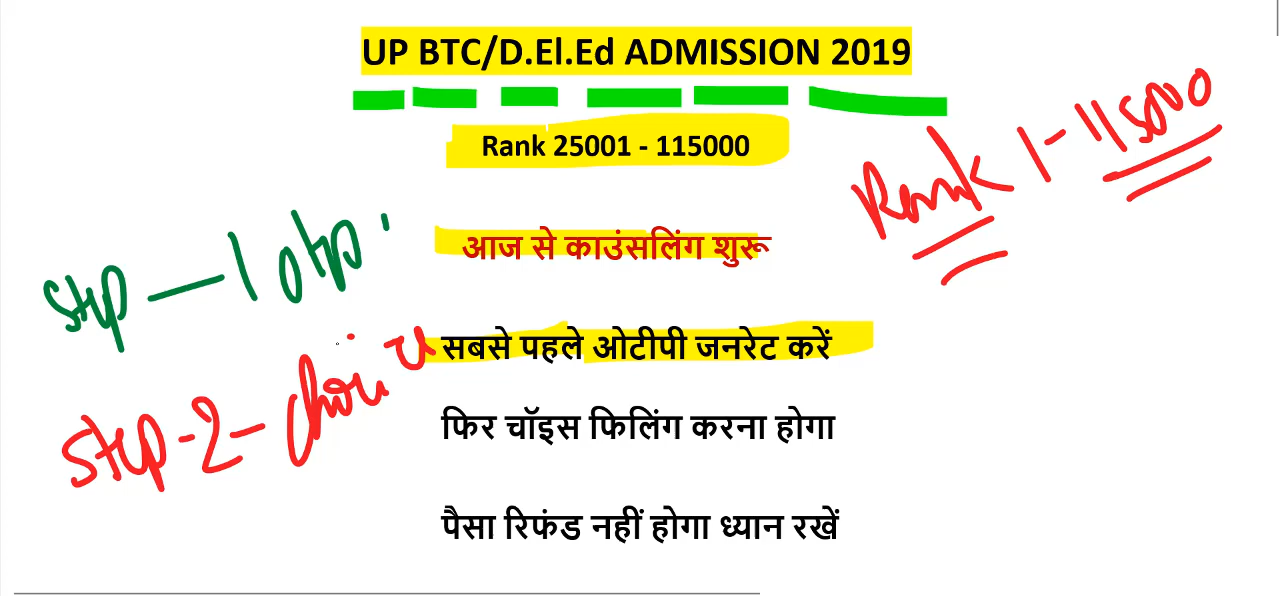 UP BTC/D.El.Ed ADMISSION 2019
Rank 25001 - 115000
Rank 1-115000
आज से काउंसलिंग शुरू
Step - 1 otp
सबसे पहले ओटीपी जनरेट करें
Step-2-
फिर चॉइस फिलिंग करना होगा
पैसा रिफंड नहीं होगा ध्यान रखें